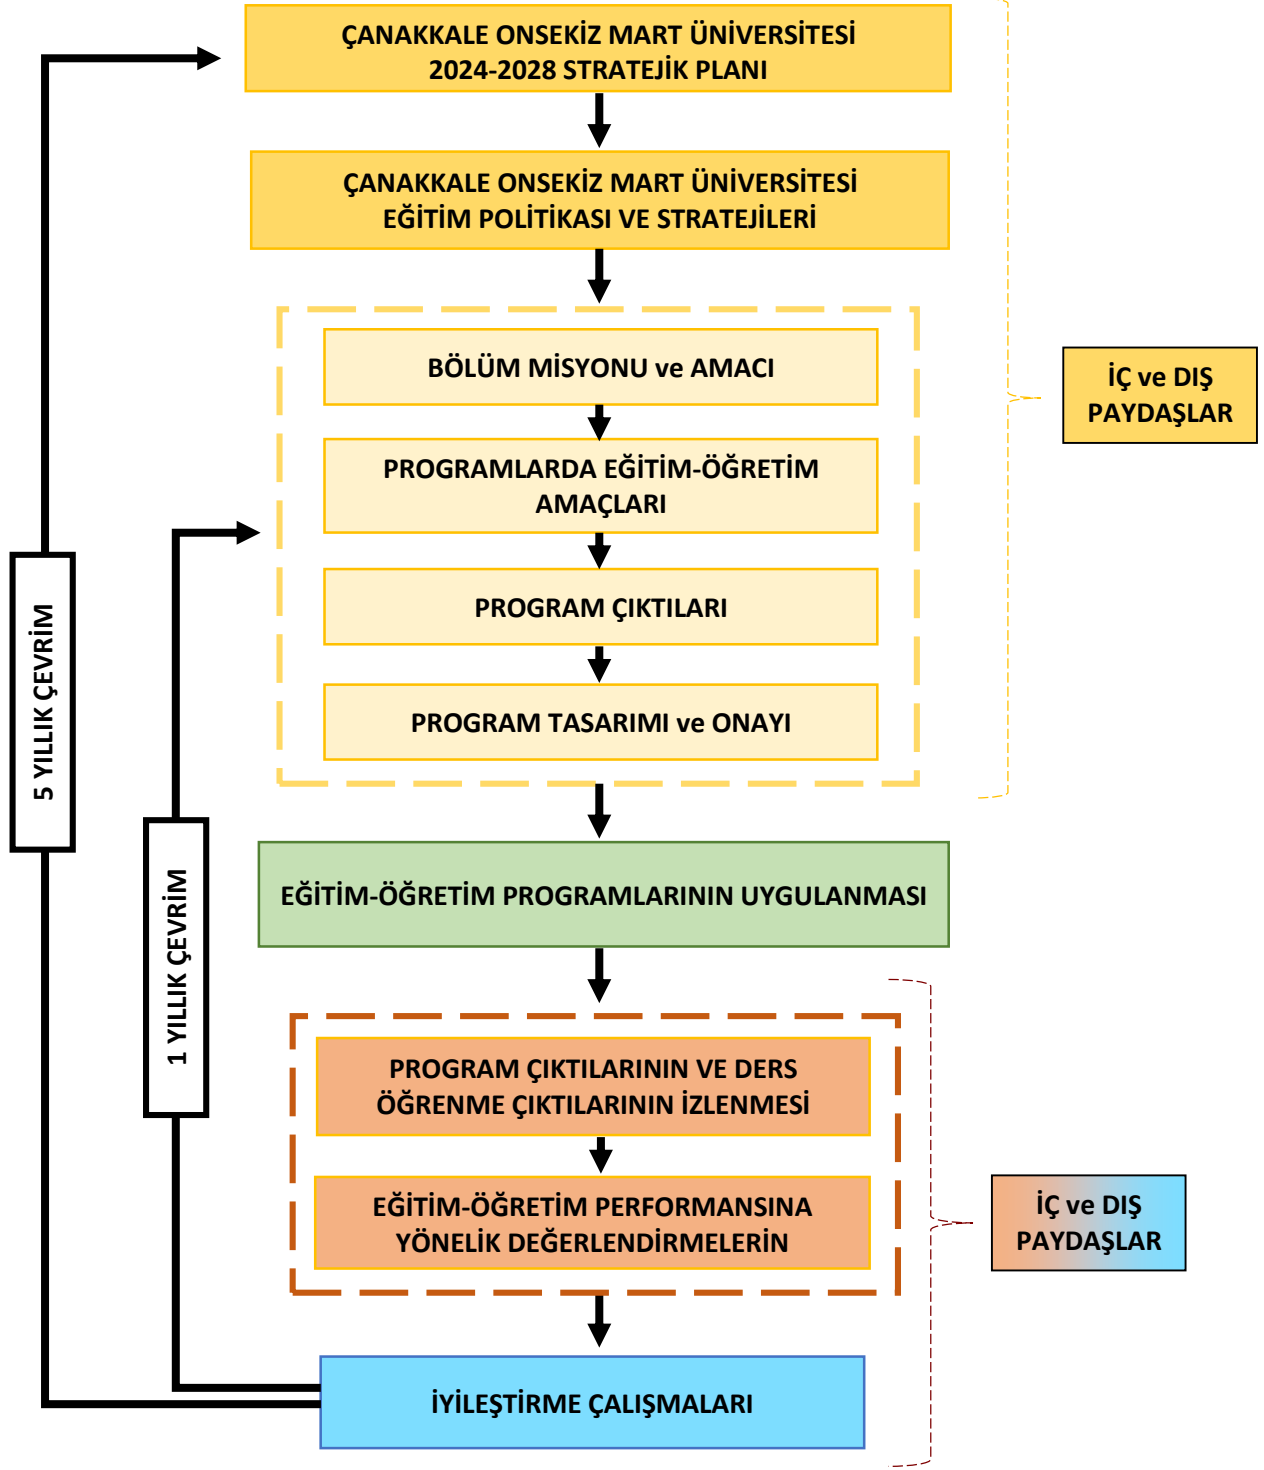 ÇANAKKALE ONSEKİZ MART ÜNİVERSİTESİ
2024-2028 STRATEJİK PLANI
ÇANAKKALE ONSEKİZ MART ÜNİVERSİTESİ
EĞİTİM POLİTİKASI VE STRATEJİLERİ
BÖLÜM MİSYONU ve AMACI
PROGRAMLARDA EĞİTİM-ÖĞRETİM
AMAÇLARI
PROGRAM ÇIKTILARI
PROGRAM TASARIMI ve ONAYI
İÇ ve DIŞ
PAYDAŞLAR
5 YILLIK ÇEVRİM
1 YILLIK ÇEVRİM
EĞİTİM-ÖĞRETİM PROGRAMLARININ UYGULANMASI
PROGRAM ÇIKTILARININ VE DERS
ÖĞRENME ÇIKTILARININ İZLENMESİ
EĞİTİM-ÖĞRETİM PERFORMANSINA
YÖNELİK DEĞERLENDİRMELERİN
İÇ ve DIŞ
PAYDAŞLAR
İYİLEŞTİRME ÇALIŞMALARI